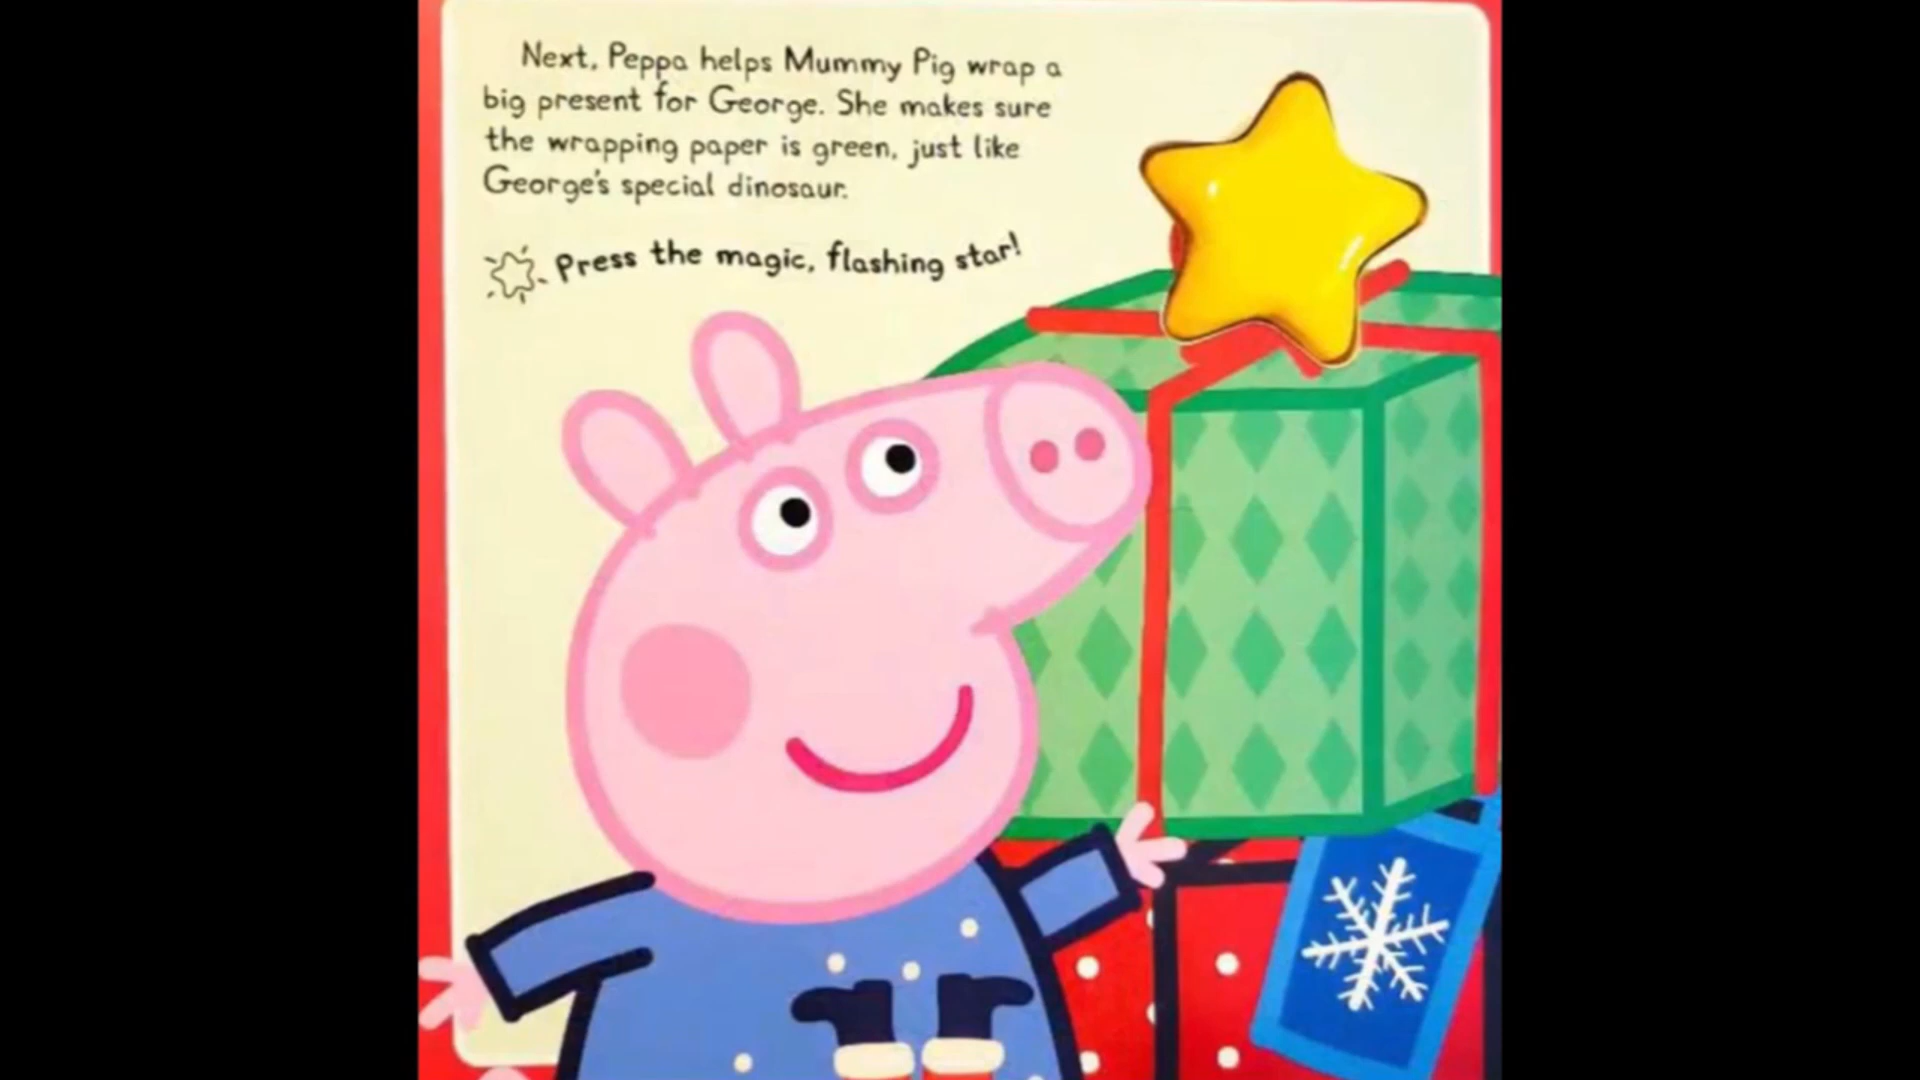 Next, Peppa helps Mummy Pig wrap a
big present for George. She makes sure
the wrapping paper is green, just like
George's special dinosaur.
Press the magic, flashing star!